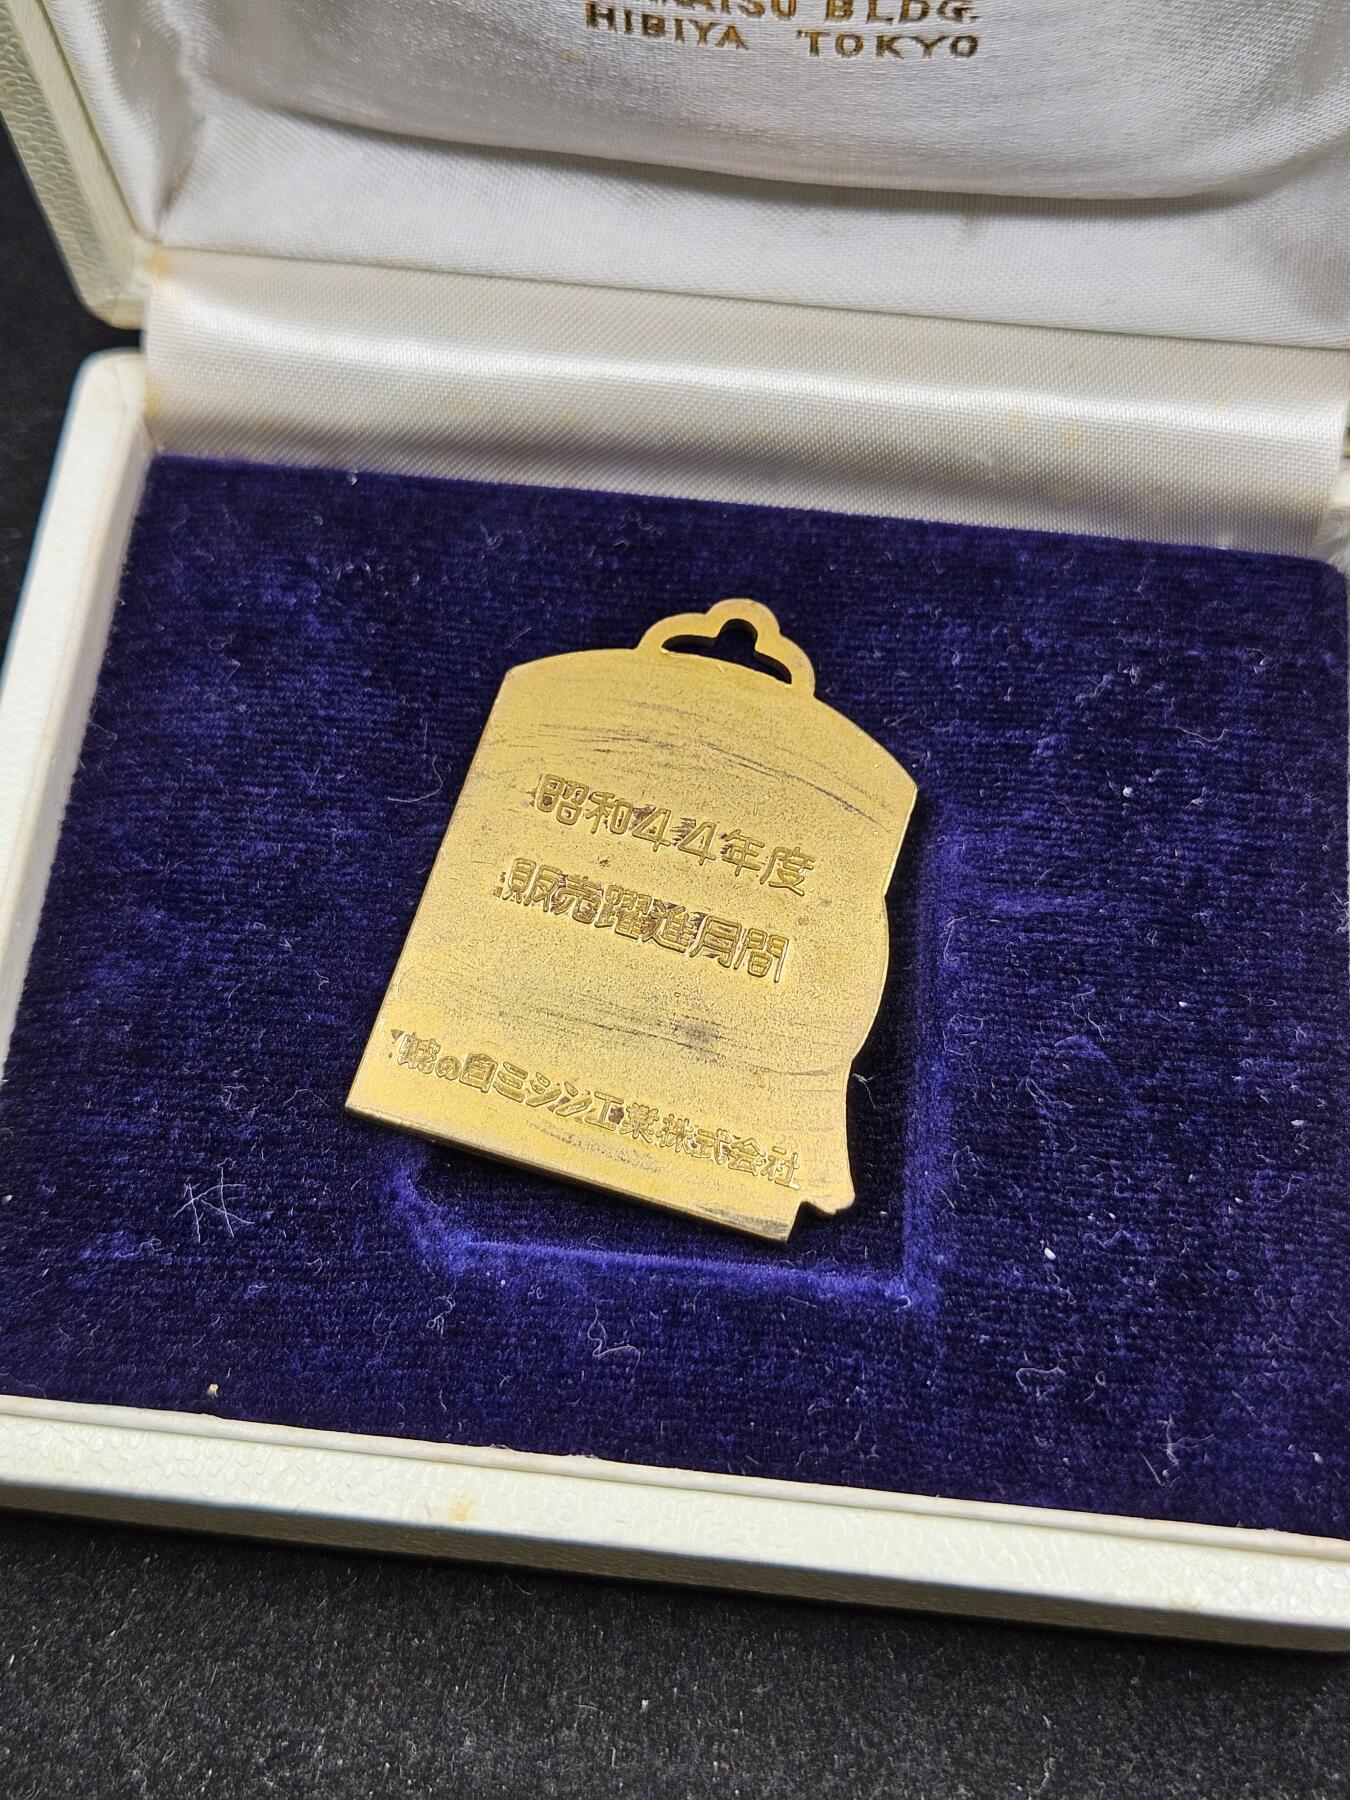 BLDG.
HIBIYA TOKYO
昭和44年度
販売躍進月間
蛇の目ミシン工業株式会社